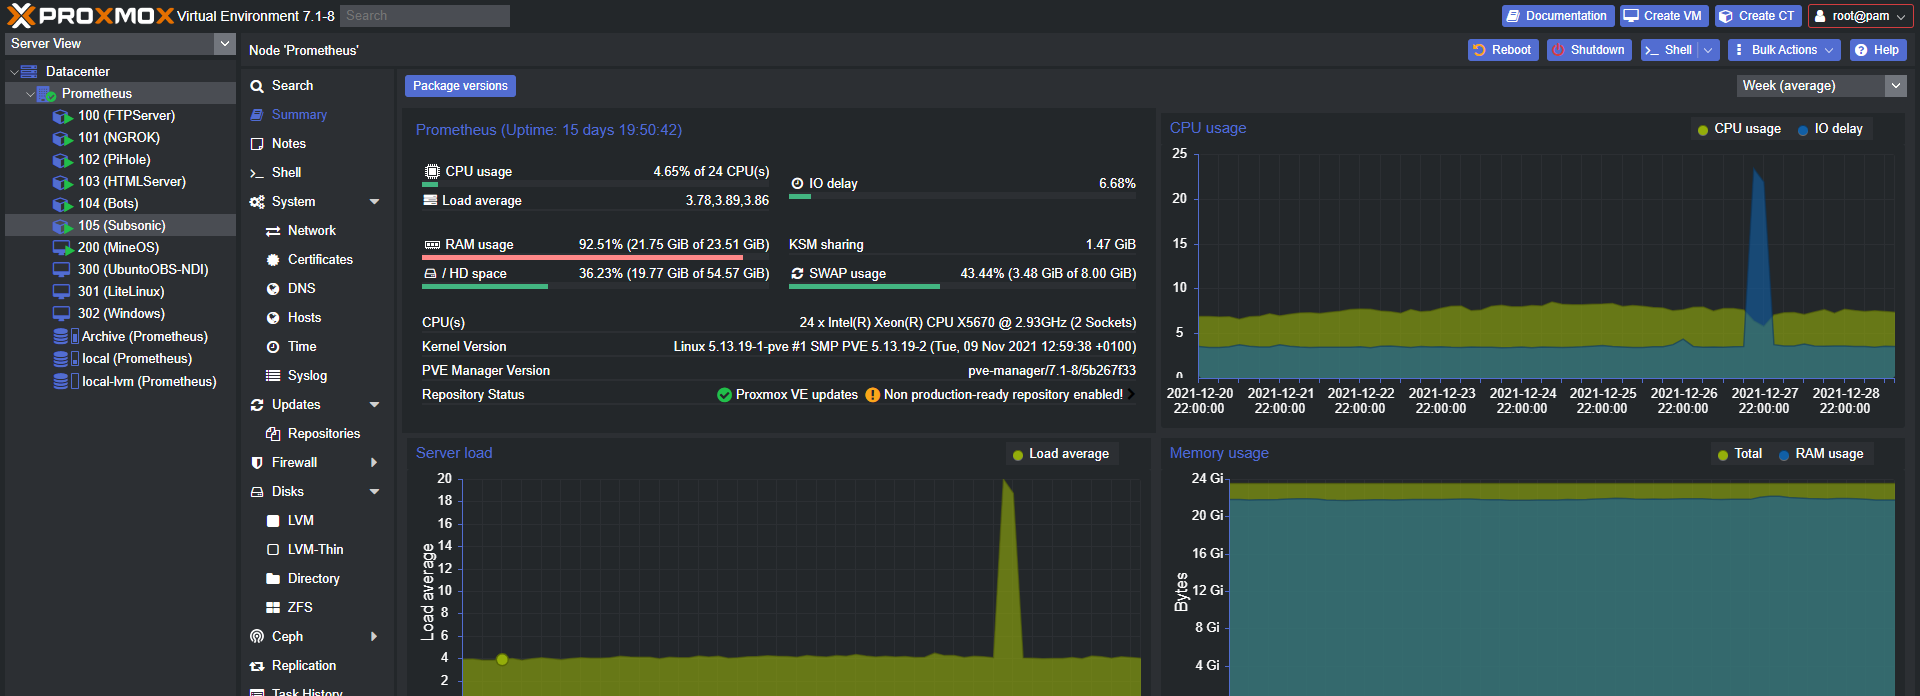 PROXMOX Virtual Environment 7.1-8 Search
Documentation Create VM Create CT root@pam
Server View
Datacenter
Prometheus
100 (FTPServer)
101 (NGROK)
102 (PiHole)
103 (HTMLServer)
104 (Bots)
105 (Subsonic)
200 (MineOS)
300 (UbuntoOBS-NDI)
301 (LiteLinux)
302 (Windows)
Archive (Prometheus)
local (Prometheus)
local-lvm (Prometheus)
Node 'Prometheus'
Reboot Shutdown Shell Bulk Actions Help
Search
Summary
Notes
Shell
System
Network
Certificates
DNS
Hosts
Time
Syslog
Updates
Repositories
Firewall
Disks
LVM
LVM-Thin
Directory
ZFS
Ceph
Replication
Task History
Package versions
Week (average)
Prometheus (Uptime: 15 days 19:50:42)
CPU usage 4.65% of 24 CPU(s)
IO delay 6.68%
Load average 3.78,3.89,3.86
RAM usage 92.51% (21.75 GiB of 23.51 GiB)
KSM sharing 1.47 GiB
/ HD space 36.23% (19.77 GiB of 54.57 GiB)
SWAP usage 43.44% (3.48 GiB of 8.00 GiB)
CPU(s) 24 x Intel(R) Xeon(R) CPU X5670 @ 2.93GHz (2 Sockets)
Kernel Version Linux 5.13.19-1-pve #1 SMP PVE 5.13.19-2 (Tue, 09 Nov 2021 12:59:38 +0100)
PVE Manager Version pve-manager/7.1-8/5b267f33
Repository Status Proxmox VE updates Non production-ready repository enabled!
CPU usage
CPU usage IO delay
25
20
15
10
5
0
2021-12-20 2021-12-21 2021-12-22 2021-12-23 2021-12-24 2021-12-25 2021-12-26 2021-12-27 2021-12-28
22:00:00 22:00:00 22:00:00 22:00:00 22:00:00 22:00:00 22:00:00 22:00:00 22:00:00
Server load
Load average
Load average
20
18
16
14
12
10
8
6
4
2
Memory usage
Total RAM usage
Bytes
24 Gi
20 Gi
16 Gi
12 Gi
8 Gi
4 Gi